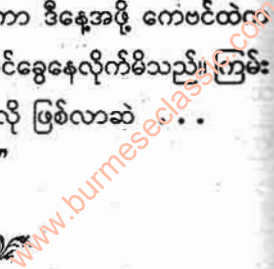 ကာ ဒီနေ့အဖို့ ကေဗင်ထဲက
င်ခွေနေလိုက်မိသည်။ ကြမ်း
လို ဖြစ်လာဆဲ ...
"
www.burmeseclassic.com